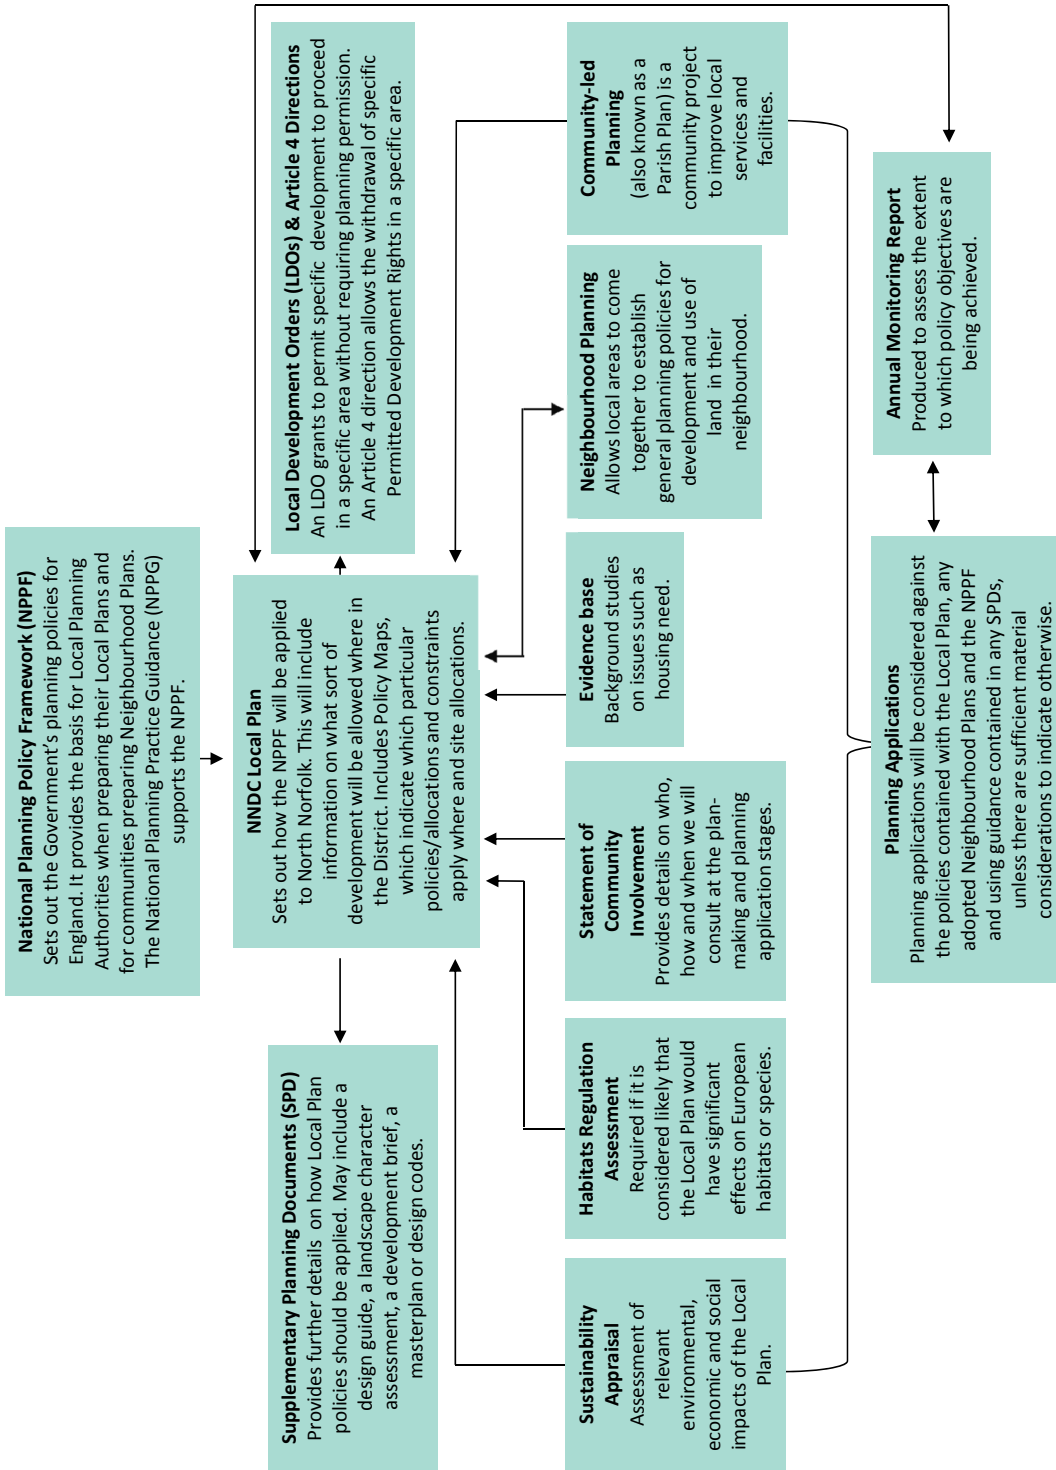 National Planning Policy Framework (NPPF)
Sets out the Government's planning policies for
England. It provides the basis for Local Planning
Authorities when preparing their Local Plans and
for communities preparing Neighbourhood Plans.
The National Planning Practice Guidance (NPPG)
supports the NPPF.
Supplementary Planning Documents (SPD)
Provides further details on how Local Plan
policies should be applied. May include a
design guide, a landscape character
assessment, a development brief, a
masterplan or design codes.
NNDC Local Plan
Sets out how the NPPF will be applied
to North Norfolk. This will include
information on what sort of
development will be allowed where in
the District. Includes Policy Maps,
which indicate which particular
policies/allocations and constraints
apply where and site allocations.
Local Development Orders (LDOs) & Article 4 Directions
An LDO grants to permit specific development to proceed
in a specific area without requiring planning permission.
An Article 4 direction allows the withdrawal of specific
Permitted Development Rights in a specific area.
Sustainability
Appraisal
Assessment of
relevant
environmental,
economic and social
impacts of the Local
Plan.
Habitats Regulation
Assessment
Required if it is
considered likely that
the Local Plan would
have significant
effects on European
habitats or species.
Statement of
Community
Involvement
Provides details on who,
how and when we will
consult at the plan-
making and planning
application stages.
Evidence base
Background studies
on issues such as
housing need.
Neighbourhood Planning
Allows local areas to come
together to establish
general planning policies for
development and use of
land in their
neighbourhood.
Community-led
Planning
(also known as a
Parish Plan) is a
community project
to improve local
services and
facilities.
Planning Applications
Planning applications will be considered against
the policies contained with the Local Plan, any
adopted Neighbourhood Plans and the NPPF
and using guidance contained in any SPDs,
unless there are sufficient material
considerations to indicate otherwise.
Annual Monitoring Report
Produced to assess the extent
to which policy objectives are
being achieved.